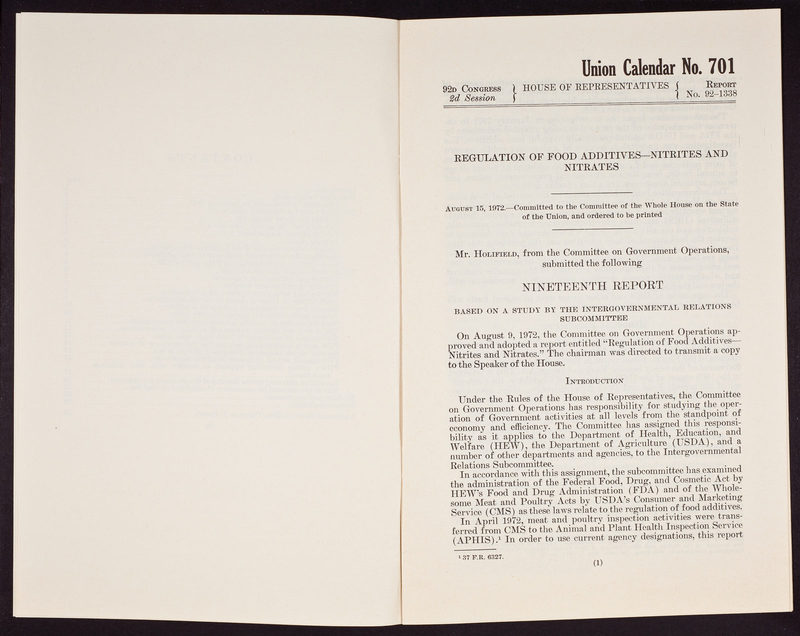 Union Calendar No. 701
92D CONGRESS } HOUSE OF REPRESENTATIVES { REPORT
2d Session } { No. 92-1338
REGULATION OF FOOD ADDITIVES—NITRITES AND
NITRATES
AUGUST 15, 1972.—Committed to the Committee of the Whole House on the State
of the Union, and ordered to be printed
Mr. HOLIFIELD, from the Committee on Government Operations,
submitted the following
NINETEENTH REPORT
BASED ON A STUDY BY THE INTERGOVERNMENTAL RELATIONS
SUBCOMMITTEE
On August 9, 1972, the Committee on Government Operations ap-
proved and adopted a report entitled “Regulation of Food Additives—
Nitrites and Nitrates.” The chairman was directed to transmit a copy
to the Speaker of the House.
INTRODUCTION
Under the Rules of the House of Representatives, the Committee
on Government Operations has responsibility for studying the oper-
ation of Government activities at all levels from the standpoint of
economy and efficiency. The Committee has assigned this responsi-
bility as it applies to the Department of Health, Education, and
Welfare (HEW), the Department of Agriculture (USDA), and a
number of other departments and agencies, to the Intergovernmental
Relations Subcommittee.
In accordance with this assignment, the subcommittee has examined
the administration of the Federal Food, Drug, and Cosmetic Act by
HEW's Food and Drug Administration (FDA) and of the Whole-
some Meat and Poultry Acts by USDA's Consumer and Marketing
Service (CMS) as these laws relate to the regulation of food additives.
In April 1972, meat and poultry inspection activities were trans-
ferred from CMS to the Animal and Plant Health Inspection Service
(APHIS).¹ In order to use current agency designations, this report
¹ 37 F.R. 6327.
(1)